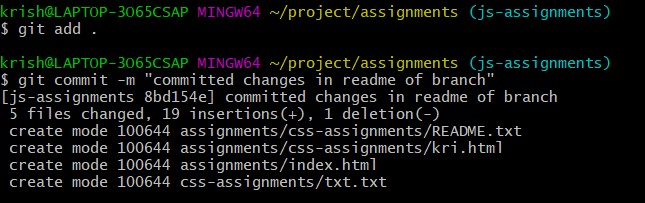 krish@LAPTOP-3O65CSAP MINGW64 ~/project/assignments (js-assignments)
$ git add .
krish@LAPTOP-3O65CSAP MINGW64 ~/project/assignments (js-assignments)
$ git commit -m "committed changes in readme of branch"
[js-assignments 8bd154e] committed changes in readme of branch
5 files changed, 19 insertions(+), 1 deletion(-)
create mode 100644 assignments/css-assignments/README.txt
create mode 100644 assignments/css-assignments/kri.html
create mode 100644 assignments/index.html
create mode 100644 css-assignments/txt.txt